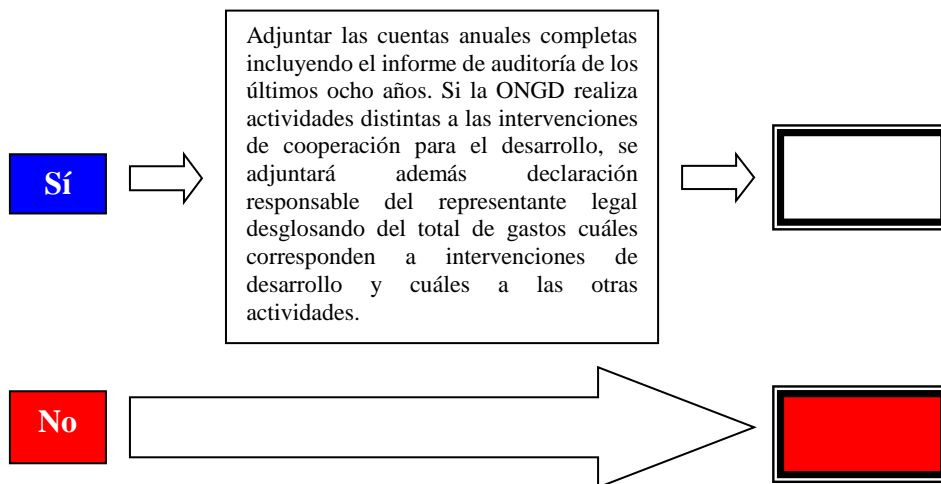 Adjuntar las cuentas anuales completas
incluyendo el informe de auditoría de los
últimos ocho años. Si la ONGD realiza
actividades distintas a las intervenciones
de cooperación para el desarrollo, se
adjuntará además declaración
responsable del representante legal
desglosando del total de gastos cuáles
corresponden a intervenciones de
desarrollo y cuáles a las otras
actividades.
Sí
No